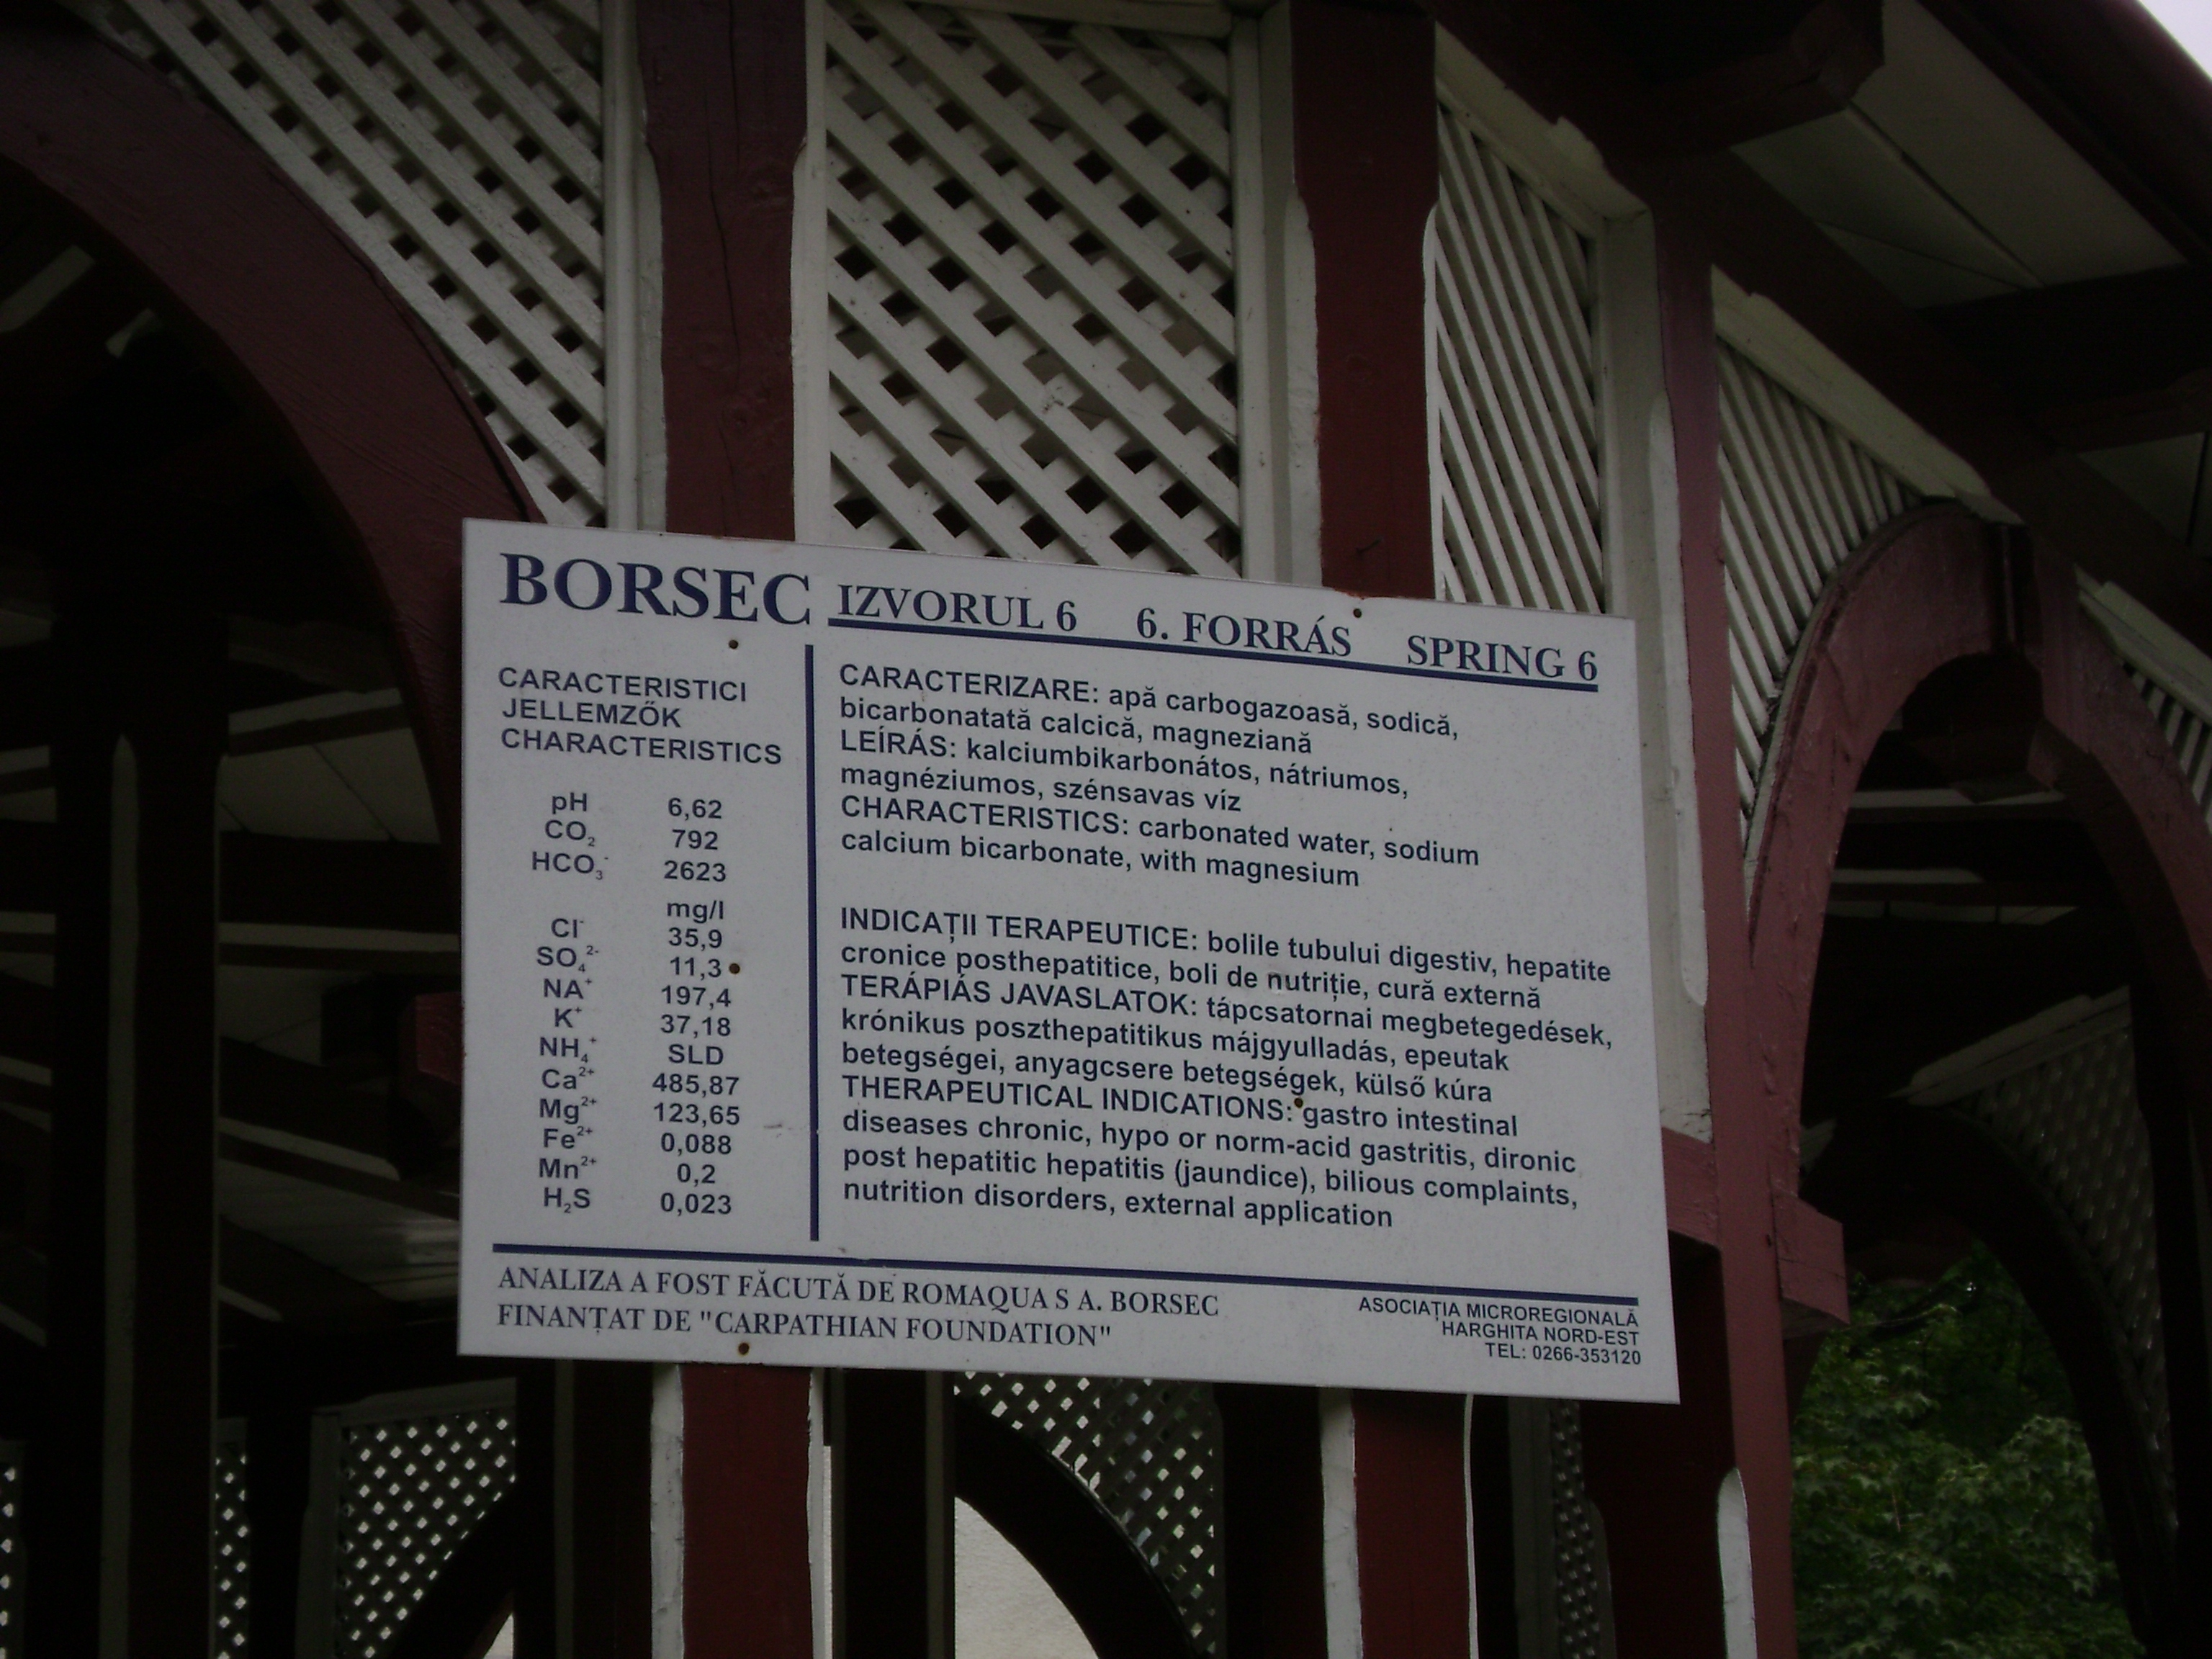 BORSEC IZVORUL 6 6. FORRÁS SPRING 6
CARACTERISTICI
JELLEMZŐK
CHARACTERISTICS
pH 6,62
CO₂ 792
HCO₃⁻ 2623
mg/l
Cl⁻ 35,9
SO₄²⁻ 11,3
NA⁺ 197,4
K⁺ 37,18
NH₄⁺ SLD
Ca²⁺ 485,87
Mg²⁺ 123,65
Fe²⁺ 0,088
Mn²⁺ 0,2
H₂S 0,023
CARACTERIZARE: apă carbogazoasă, sodică,
bicarbonatată calcică, magneziană
LEÍRÁS: kalciumbikarbonátos, nátriumos,
magnéziumos, szénsavas víz
CHARACTERISTICS: carbonated water, sodium
calcium bicarbonate, with magnesium
INDICAȚII TERAPEUTICE: bolile tubului digestiv, hepatite
cronice posthepatitice, boli de nutriție, cură externă
TERÁPIÁS JAVASLATOK: tápcsatornai megbetegedések,
krónikus poszthepatitikus májgyulladás, epeutak
betegségei, anyagcsere betegségek, külső kúra
THERAPEUTICAL INDICATIONS: gastro intestinal
diseases chronic, hypo or norm-acid gastritis, dironic
post hepatitic hepatitis (jaundice), bilious complaints,
nutrition disorders, external application
ANALIZA A FOST FĂCUTĂ DE ROMAQUA S A. BORSEC
FINANȚAT DE "CARPATHIAN FOUNDATION"
ASOCIAȚIA MICROREGIONALĂ
HARGHITA NORD-EST
TEL: 0266-353120